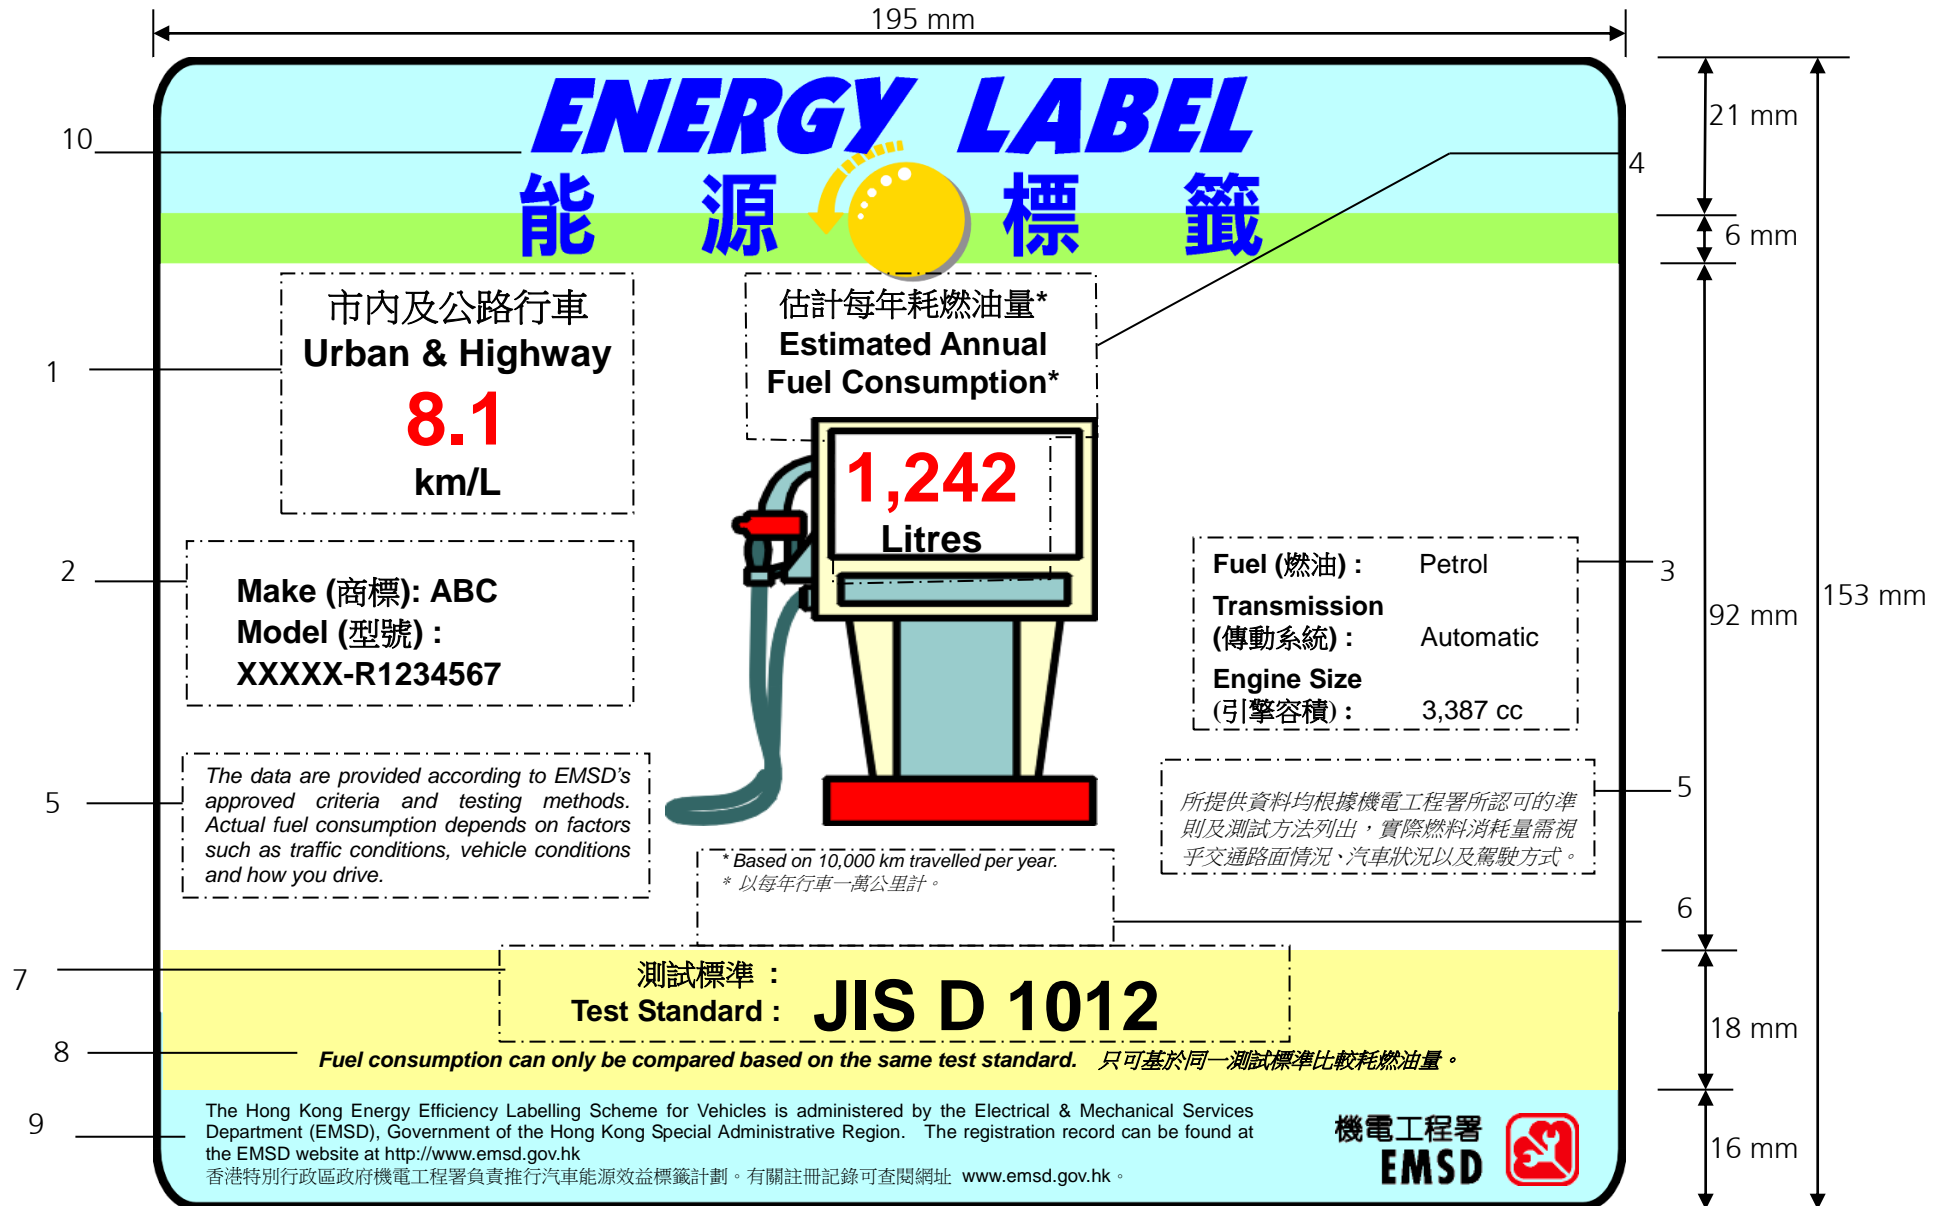 195 mm
ENERGY LABEL
能 源 標 籤
10
4
21 mm
6 mm
市內及公路行車
Urban & Highway
8.1
km/L
1
估計每年耗燃油量*
Estimated Annual
Fuel Consumption*
1,242
Litres
2
Make (商標): ABC
Model (型號) :
XXXXX-R1234567
Fuel (燃油) : Petrol
Transmission
(傳動系統) : Automatic
Engine Size
(引擎容積) : 3,387 cc
3
92 mm
153 mm
5
The data are provided according to EMSD's
approved criteria and testing methods.
Actual fuel consumption depends on factors
such as traffic conditions, vehicle conditions
and how you drive.
* Based on 10,000 km travelled per year.
* 以每年行車一萬公里計。
所提供資料均根據機電工程署所認可的準
則及測試方法列出，實際燃料消耗量需視
乎交通路面情況、汽車狀況以及駕駛方式。
5
6
7
測試標準 :
Test Standard : JIS D 1012
18 mm
8
Fuel consumption can only be compared based on the same test standard. 只可基於同一測試標準比較耗燃油量。
9
The Hong Kong Energy Efficiency Labelling Scheme for Vehicles is administered by the Electrical & Mechanical Services
Department (EMSD), Government of the Hong Kong Special Administrative Region. The registration record can be found at
the EMSD website at http://www.emsd.gov.hk
香港特別行政區政府機電工程署負責推行汽車能源效益標籤計劃。有關註冊記錄可查閱網址 www.emsd.gov.hk。
機電工程署
EMSD
16 mm